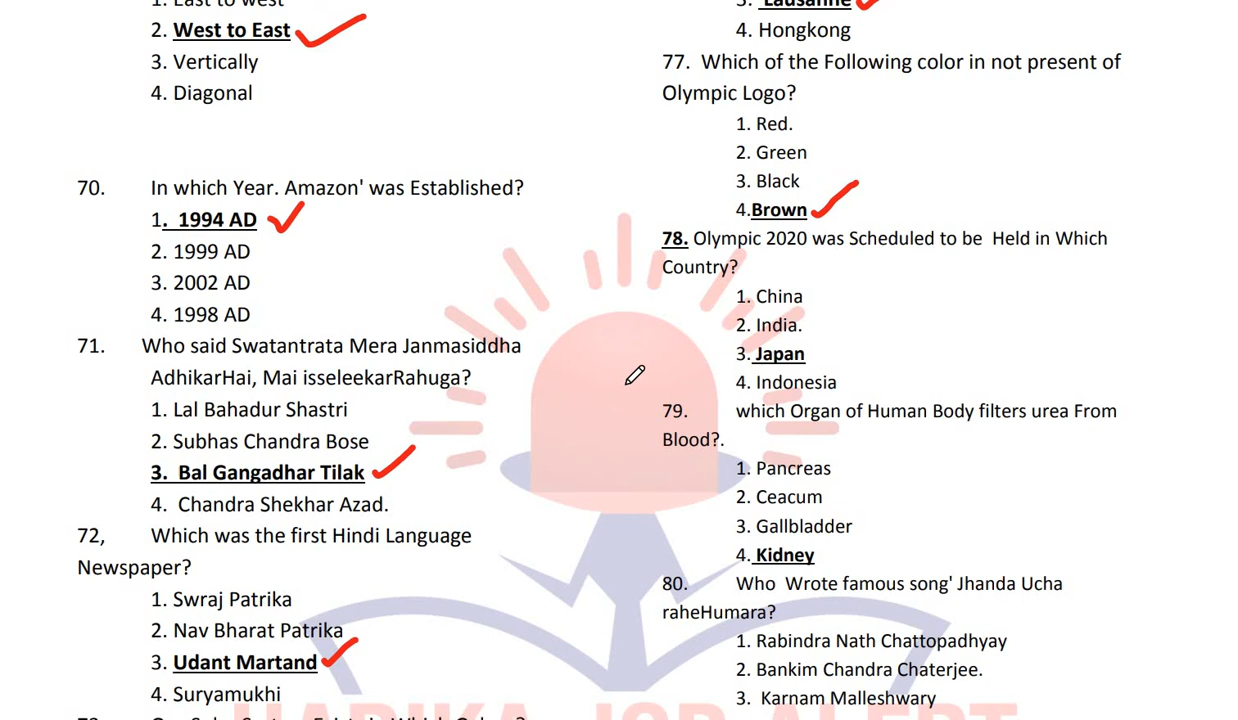 1. East to west
2. West to East
3. Vertically
4. Diagonal
70. In which Year. Amazon' was Established?
1. 1994 AD
2. 1999 AD
3. 2002 AD
4. 1998 AD
71. Who said Swatantrata Mera Janmasiddha
AdhikarHai, Mai isseleekarRahuga?
1. Lal Bahadur Shastri
2. Subhas Chandra Bose
3. Bal Gangadhar Tilak
4. Chandra Shekhar Azad.
72, Which was the first Hindi Language
Newspaper?
1. Swraj Patrika
2. Nav Bharat Patrika
3. Udant Martand
4. Suryamukhi
3. Lausanne
4. Hongkong
77. Which of the Following color in not present of
Olympic Logo?
1. Red.
2. Green
3. Black
4.Brown
78. Olympic 2020 was Scheduled to be Held in Which
Country?
1. China
2. India.
3. Japan
4. Indonesia
79. which Organ of Human Body filters urea From
Blood?.
1. Pancreas
2. Ceacum
3. Gallbladder
4. Kidney
80. Who Wrote famous song' Jhanda Ucha
raheHumara?
1. Rabindra Nath Chattopadhyay
2. Bankim Chandra Chaterjee.
3. Karnam Malleshwary